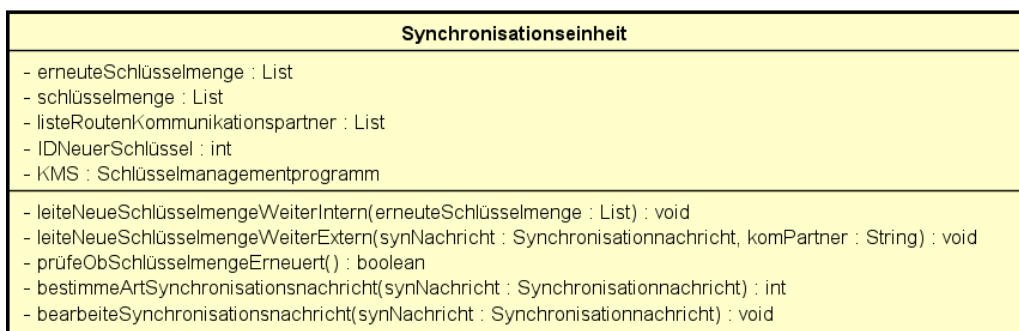 Synchronisationseinheit
- erneuteSchlüsselmenge : List
- schlüsselmenge : List
- listeRoutenKommunikationspartner : List
- IDNeuerSchlüssel : int
- KMS : Schlüsselmanagementprogramm
- leiteNeueSchlüsselmengeWeiterIntern(erneuteSchlüsselmenge : List) : void
- leiteNeueSchlüsselmengeWeiterExtern(synNachricht : Synchronisationnachricht, komPartner : String) : void
- prüfeObSchlüsselmengeErneuert() : boolean
- bestimmeArtSynchronisationsnachricht(synNachricht : Synchronisationnachricht) : int
- bearbeiteSynchronisationsnachricht(synNachricht : Synchronisationnachricht) : void